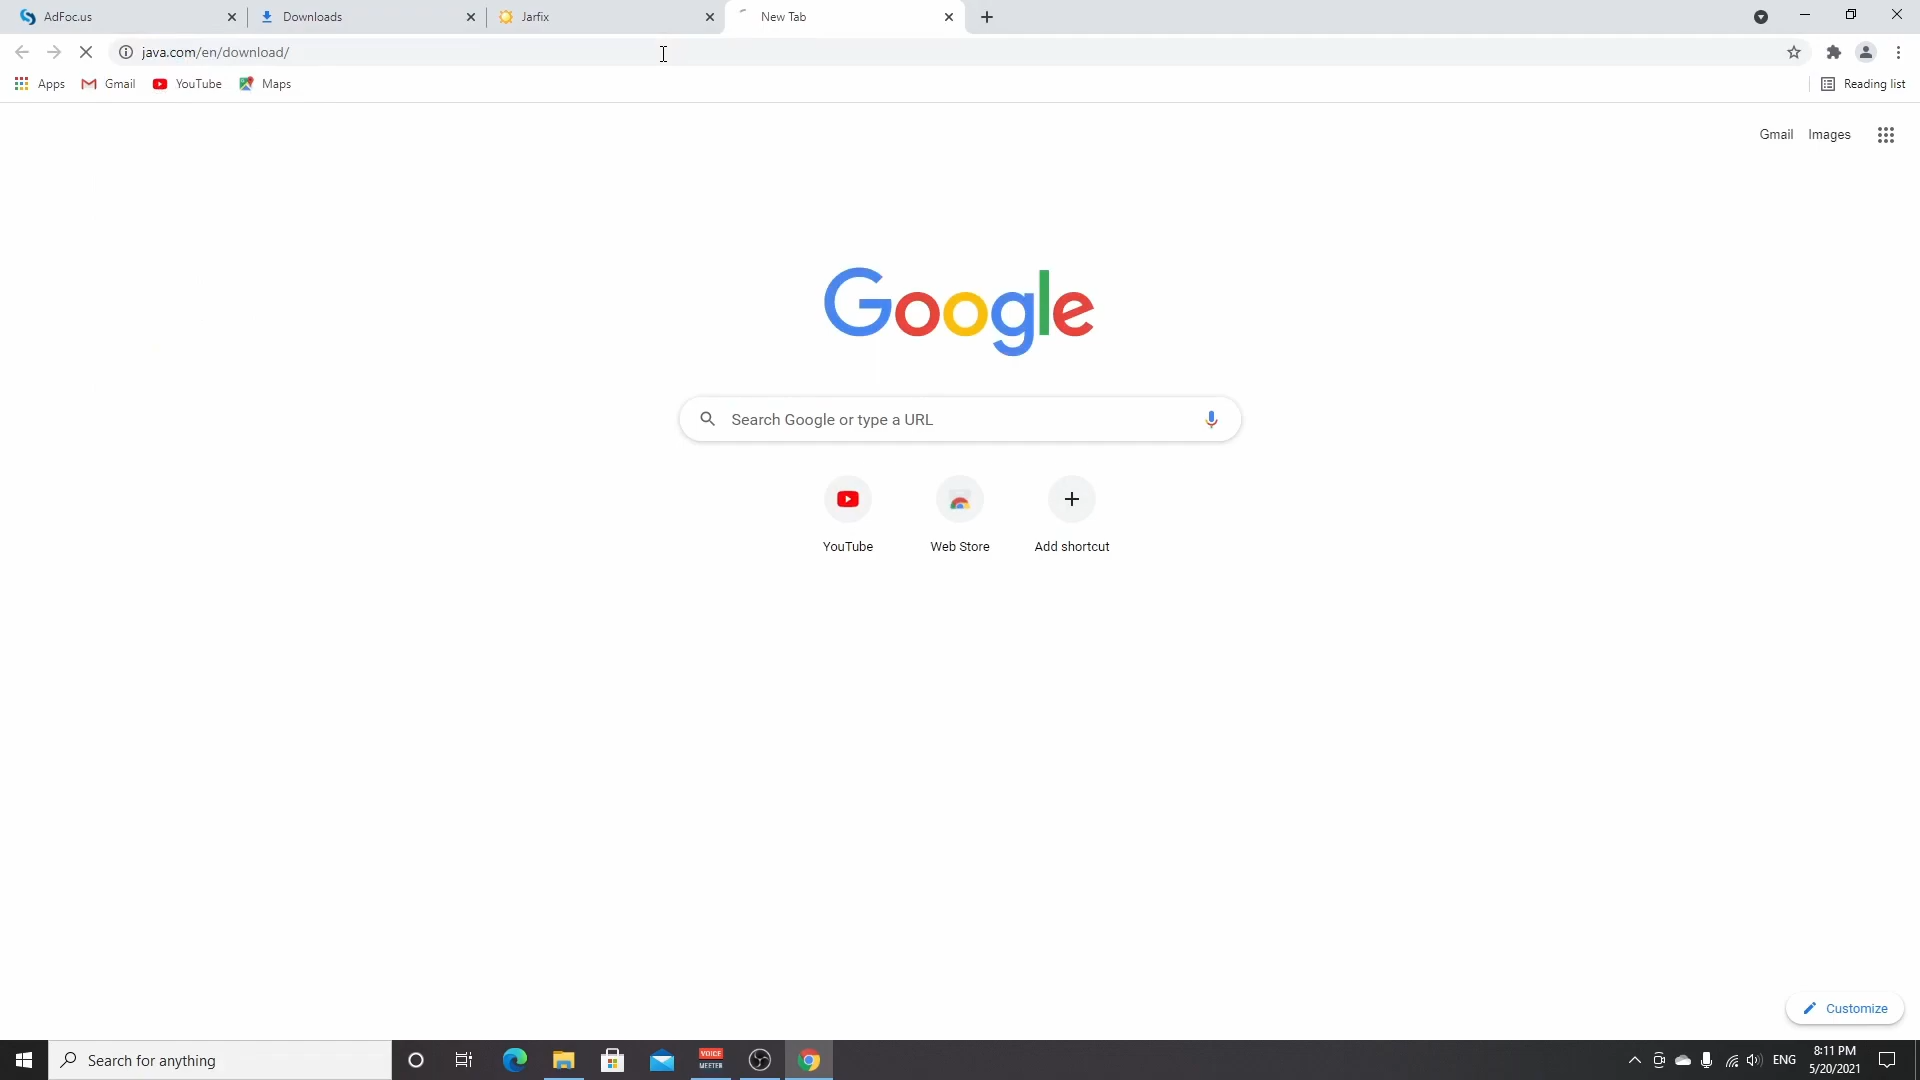 AdFoc.us
Downloads
Jarfix
New Tab
java.com/en/download/
Apps
Gmail
YouTube
Maps
Reading list
Gmail
Images
Google
Search Google or type a URL
YouTube
Web Store
Add shortcut
Customize
Search for anything
VOICE
MEETER
ENG
8:11 PM
5/20/2021